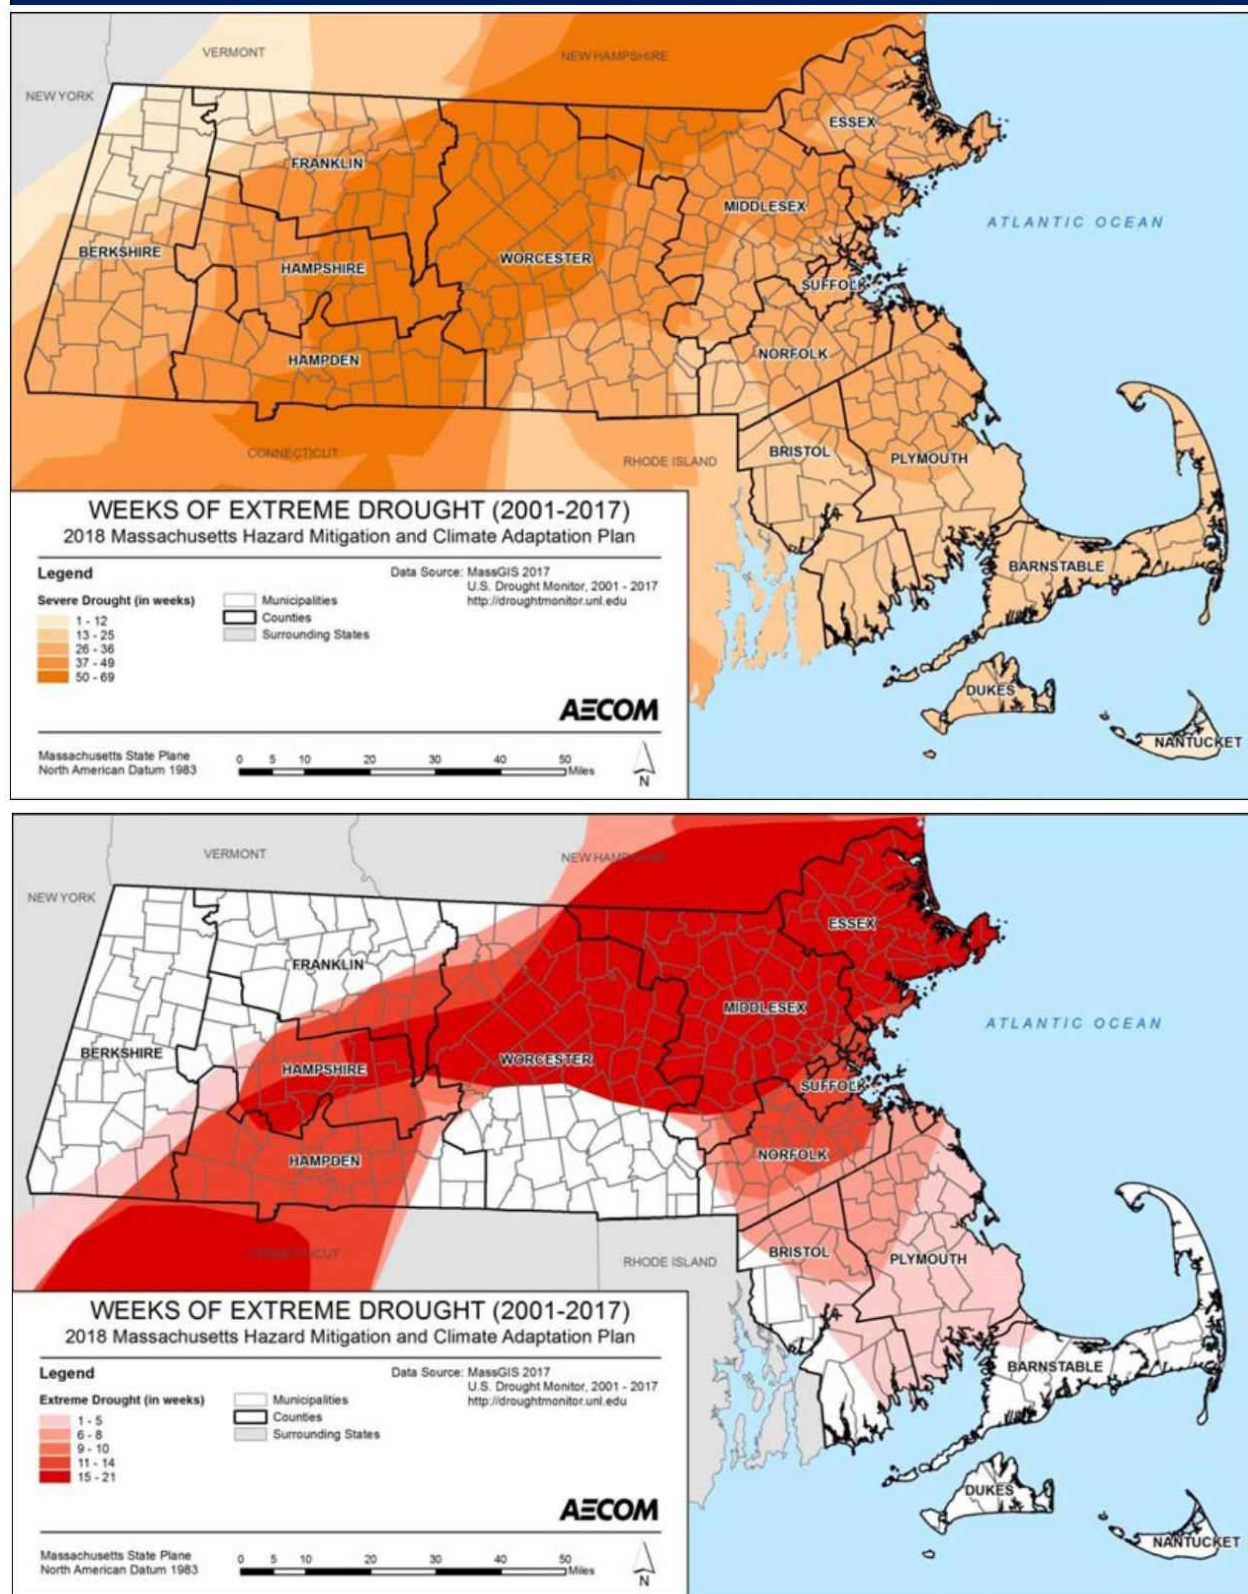 VERMONT
NEW HAMPSHIRE
NEW YORK
ESSEX
FRANKLIN
MIDDLESEX
ATLANTIC OCEAN
BERKSHIRE
HAMPSHIRE
WORCESTER
SUFFOLK
HAMPDEN
NORFOLK
CONNECTICUT
RHODE ISLAND
BRISTOL
PLYMOUTH
BARNSTABLE
DUKES
NANTUCKET
WEEKS OF EXTREME DROUGHT (2001-2017)
2018 Massachusetts Hazard Mitigation and Climate Adaptation Plan
Legend
Severe Drought (in weeks)
1 - 12
13 - 25
26 - 36
37 - 49
50 - 69
Municipalities
Counties
Surrounding States
Data Source: MassGIS 2017
U.S. Drought Monitor, 2001 - 2017
http://droughtmonitor.unl.edu
AECOM
Massachusetts State Plane
North American Datum 1983
0 5 10 20 30 40 50
Miles
N
VERMONT
NEW HAMPSHIRE
NEW YORK
ESSEX
FRANKLIN
MIDDLESEX
ATLANTIC OCEAN
BERKSHIRE
HAMPSHIRE
WORCESTER
SUFFOLK
HAMPDEN
NORFOLK
CONNECTICUT
RHODE ISLAND
BRISTOL
PLYMOUTH
BARNSTABLE
DUKES
NANTUCKET
WEEKS OF EXTREME DROUGHT (2001-2017)
2018 Massachusetts Hazard Mitigation and Climate Adaptation Plan
Legend
Extreme Drought (in weeks)
1 - 5
6 - 8
9 - 10
11 - 14
15 - 21
Municipalities
Counties
Surrounding States
Data Source: MassGIS 2017
U.S. Drought Monitor, 2001 - 2017
http://droughtmonitor.unl.edu
AECOM
Massachusetts State Plane
North American Datum 1983
0 5 10 20 30 40 50
Miles
N